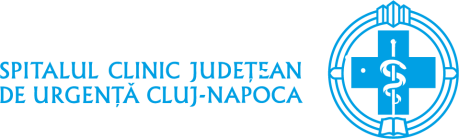 SPITALUL CLINIC JUDEȚEAN
DE URGENȚĂ CLUJ-NAPOCA